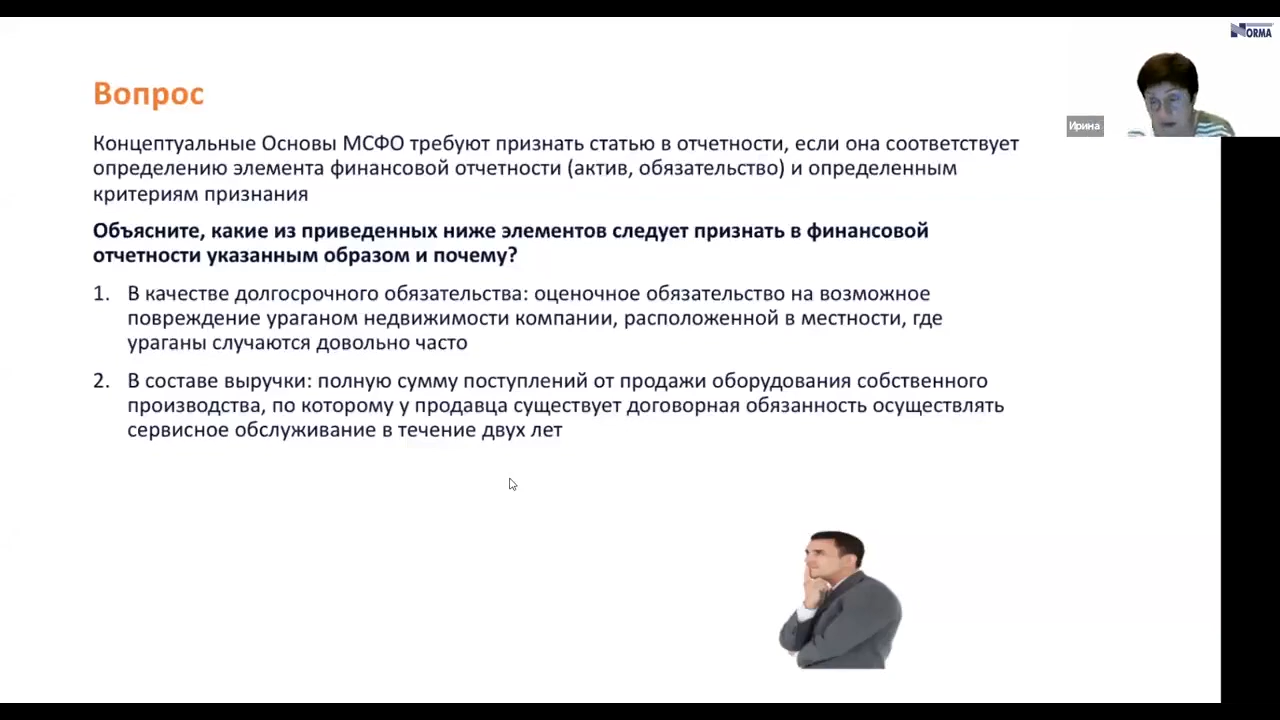 NORMA
Вопрос
Ирина
Концептуальные Основы МСФО требуют признать статью в отчетности, если она соответствует
определению элемента финансовой отчетности (актив, обязательство) и определенным
критериям признания
Объясните, какие из приведенных ниже элементов следует признать в финансовой
отчетности указанным образом и почему?
1. В качестве долгосрочного обязательства: оценочное обязательство на возможное
повреждение ураганом недвижимости компании, расположенной в местности, где
ураганы случаются довольно часто
2. В составе выручки: полную сумму поступлений от продажи оборудования собственного
производства, по которому у продавца существует договорная обязанность осуществлять
сервисное обслуживание в течение двух лет